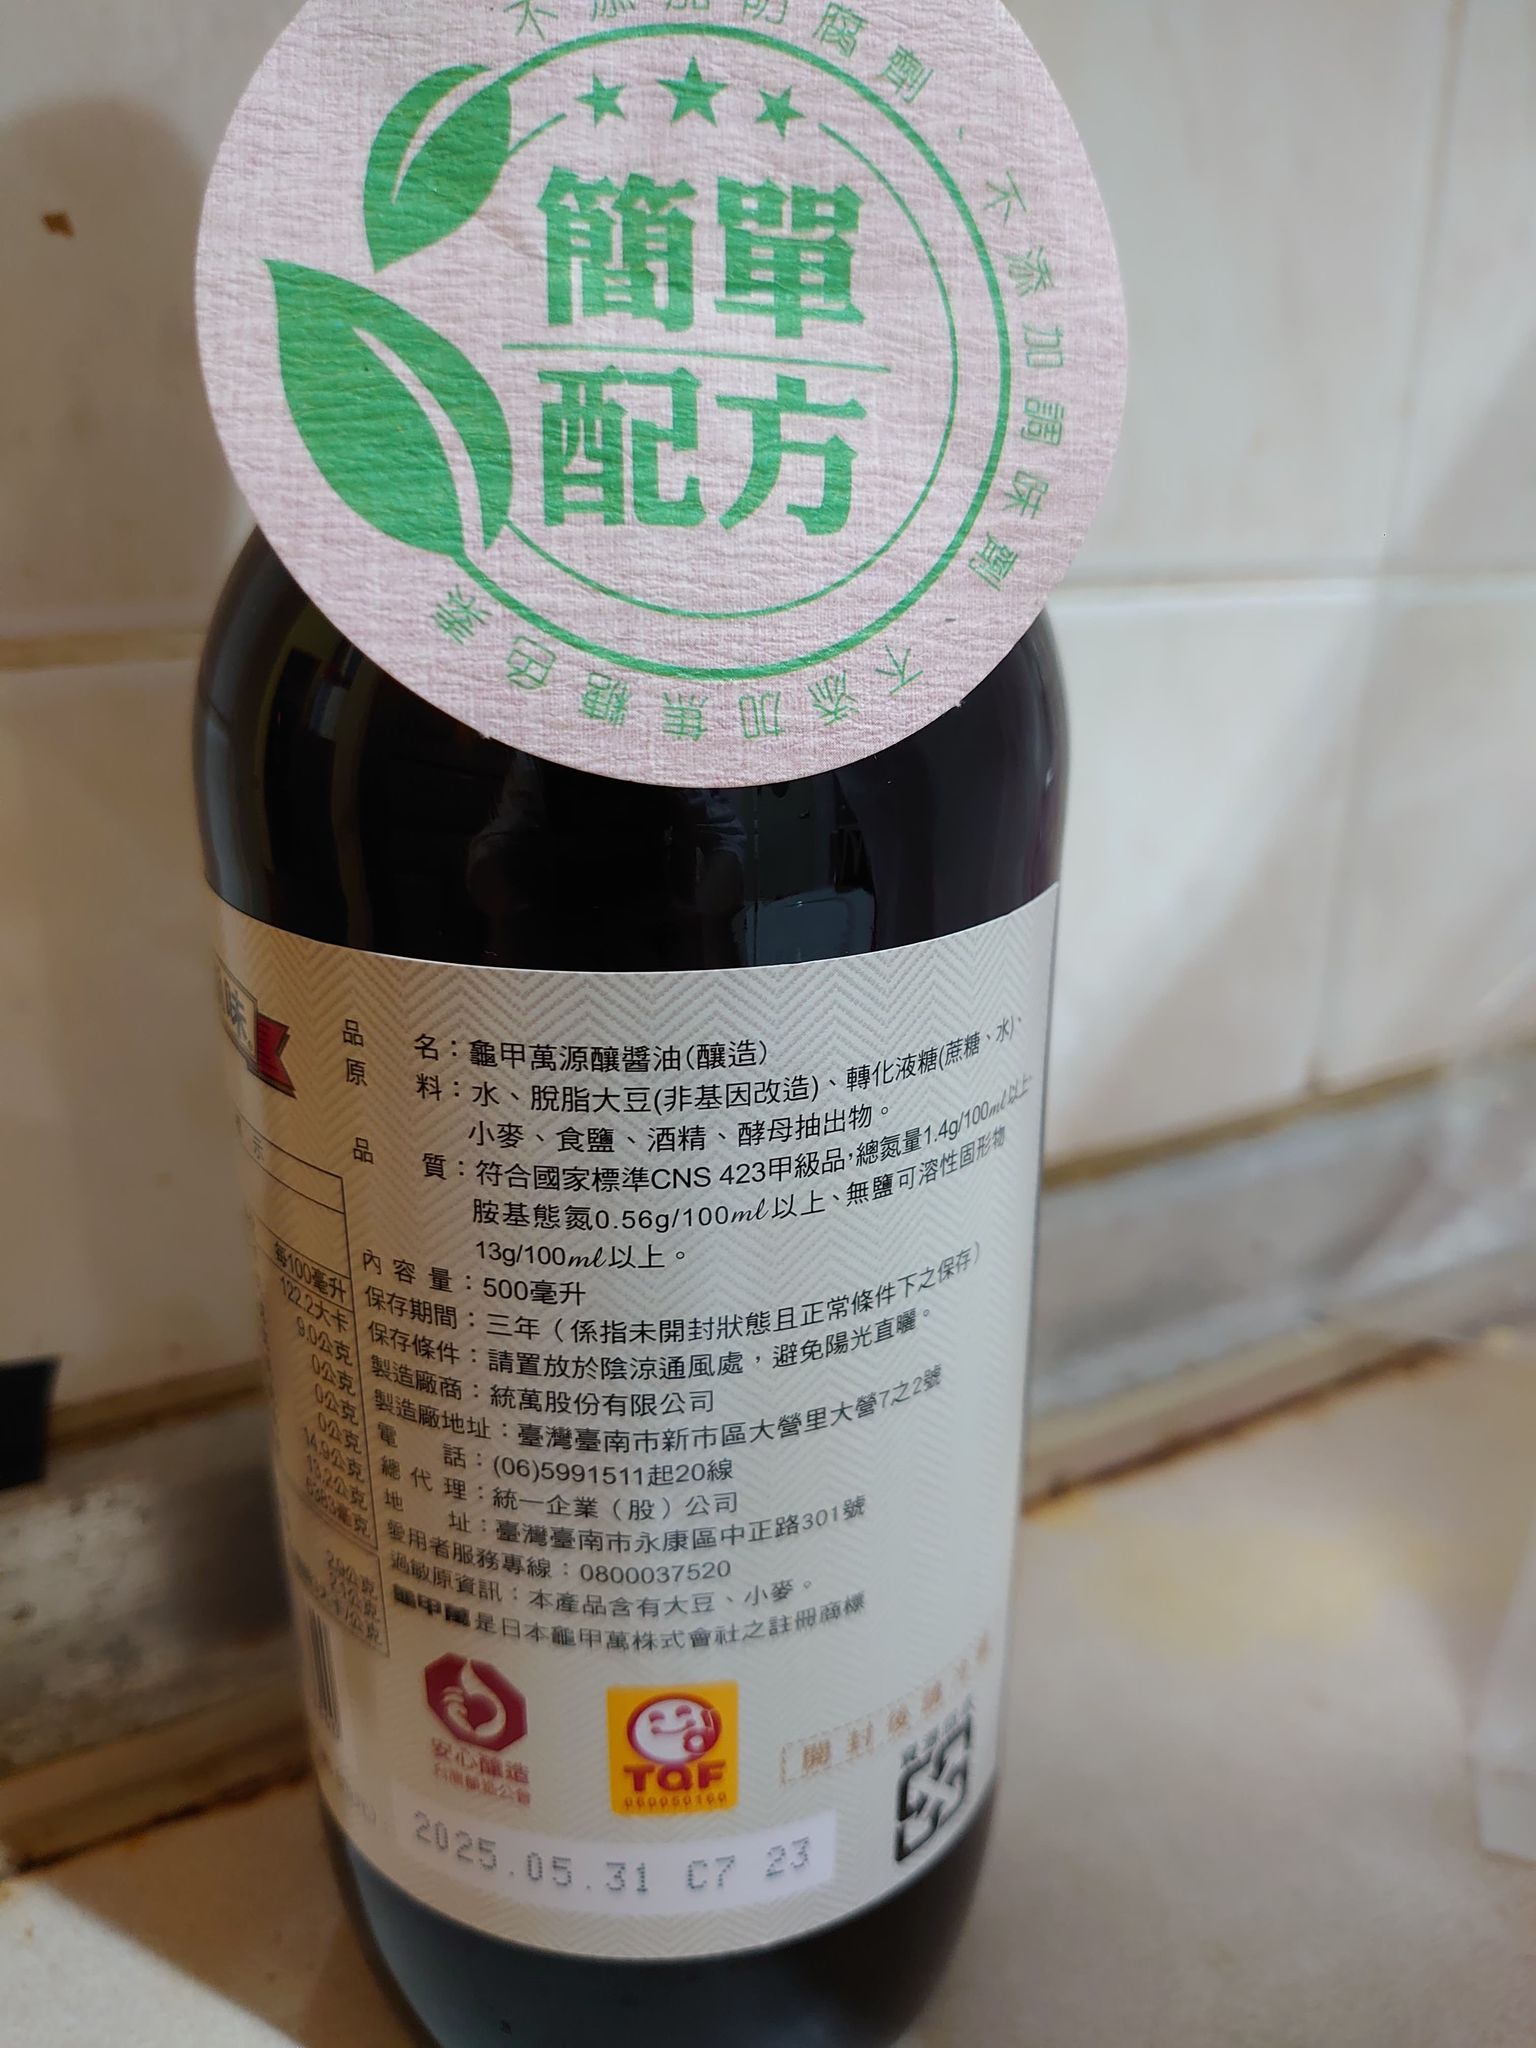 不添加防腐劑、不添加調味劑
簡單
配方
不添加焦糖色素
味
示
品名：龜甲萬源釀醬油(釀造)
原料：水、脫脂大豆(非基因改造)、轉化液糖(蔗糖、水)、
小麥、食鹽、酒精、酵母抽出物。
品質：符合國家標準CNS 423甲級品,總氮量1.4g/100ml以上、
胺基態氮0.56g/100ml以上、無鹽可溶性固形物
13g/100ml以上。
內容量：500毫升
保存期間：三年（係指未開封狀態且正常條件下之保存）
保存條件：請置放於陰涼通風處，避免陽光直曬。
製造廠商：統萬股份有限公司
製造廠地址：臺灣臺南市新市區大營里大營7之2號
電話：(06)5991511起20線
總代理：統一企業（股）公司
地址：臺灣臺南市永康區中正路301號
愛用者服務專線：0800037520
過敏原資訊：本產品含有大豆、小麥。
龜甲萬是日本龜甲萬株式會社之註冊商標
每100毫升
122.2大卡
9.0公克
0公克
0公克
0公克
14.9公克
13.2公克
安心釀造
TQF
開封後請冷藏
2025.05.31 C7 23